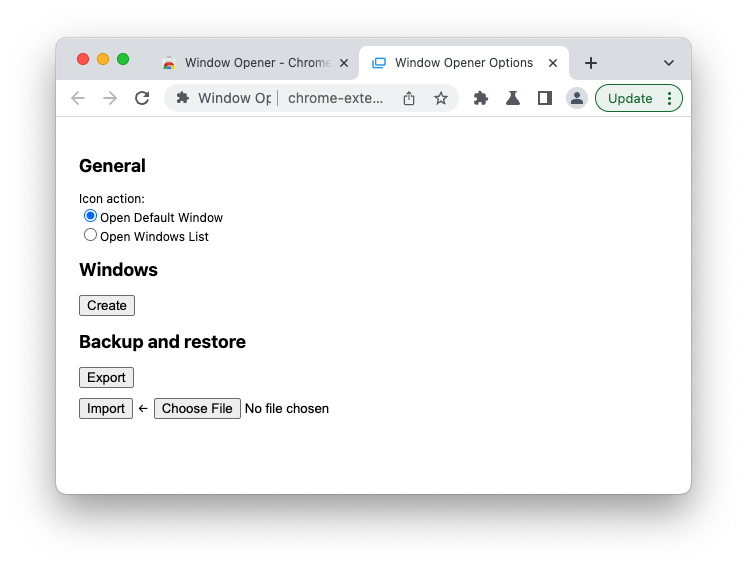 Window Opener - Chrome
Window Opener Options
Window Op
chrome-exte...
Update
General
Icon action:
Open Default Window
Open Windows List
Windows
Create
Backup and restore
Export
Import ← Choose File No file chosen